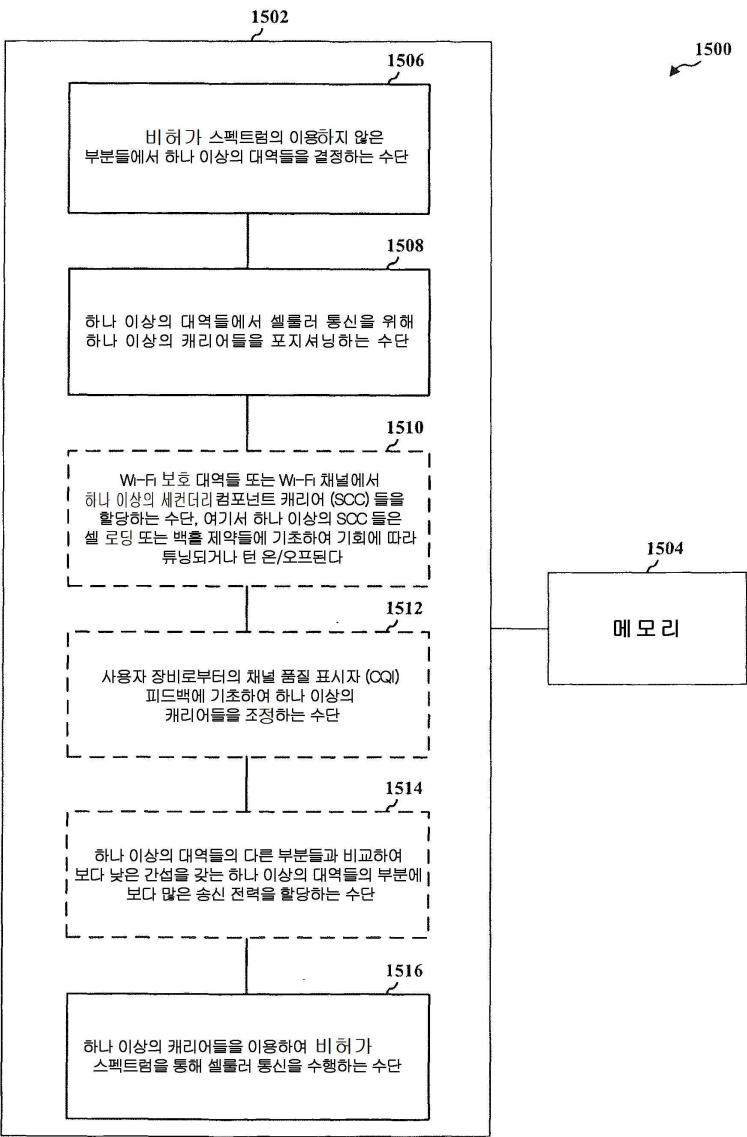 1502
1500
1506
비허가 스펙트럼의 이용하지 않은
부분들에서 하나 이상의 대역들을 결정하는 수단
1508
하나 이상의 대역들에서 셀룰러 통신을 위해
하나 이상의 캐리어들을 포지셔닝하는 수단
1510
Wi-Fi 보호 대역들 또는 Wi-Fi 채널에서
하나 이상의 세컨더리 컴포넌트 캐리어 (SCC) 들을
할당하는 수단, 여기서 하나 이상의 SCC 들은
셀 로딩 또는 백홀 제약들에 기초하여 기회에 따라
튜닝되거나 턴 온/오프된다
1504
메모리
1512
사용자 장비로부터의 채널 품질 표시자 (CQI)
피드백에 기초하여 하나 이상의
캐리어들을 조정하는 수단
1514
하나 이상의 대역들의 다른 부분들과 비교하여
보다 낮은 간섭을 갖는 하나 이상의 대역들의 부분에
보다 많은 송신 전력을 할당하는 수단
1516
하나 이상의 캐리어들을 이용하여 비허가
스펙트럼을 통해 셀룰러 통신을 수행하는 수단